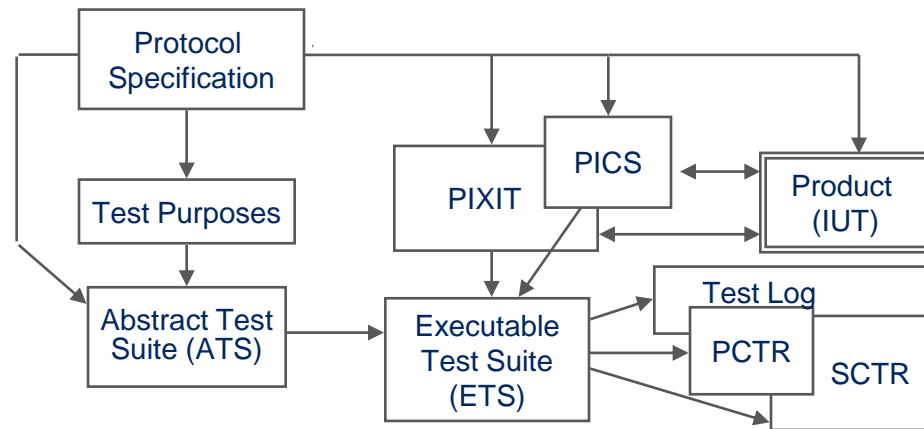 Protocol
Specification
PICS
PIXIT
Product
(IUT)
Test Purposes
Test Log
Abstract Test
Suite (ATS)
Executable
Test Suite
(ETS)
PCTR
SCTR